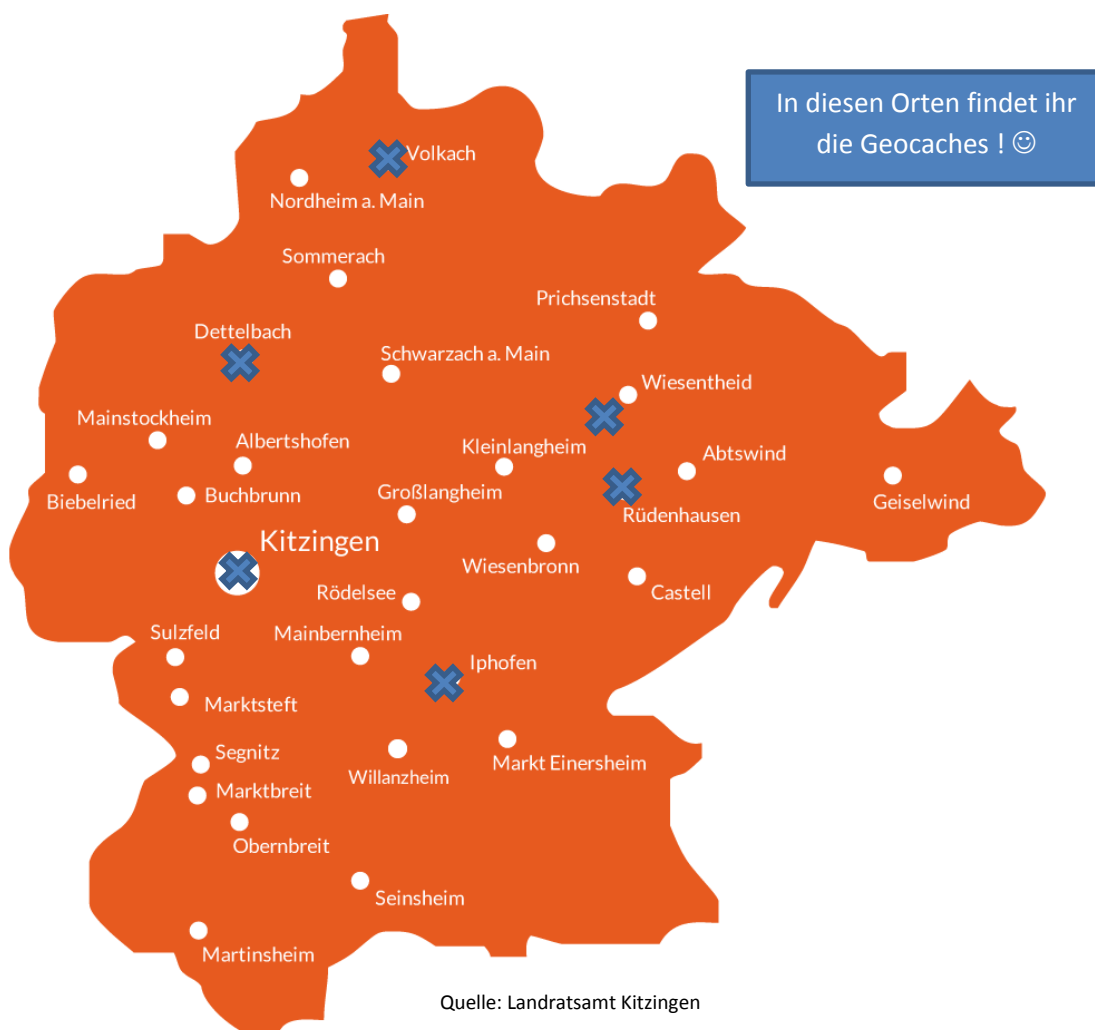 In diesen Orten findet ihr
die Geocaches ! ☺
Volkach
Nordheim a. Main
Sommerach
Prichsenstadt
Dettelbach
Schwarzach a. Main
Wiesentheid
Mainstockheim
Albertshofen
Kleinlangheim
Abtswind
Biebelried
Buchbrunn
Großlangheim
Rüdenhausen
Geiselwind
Kitzingen
Wiesenbronn
Rödelsee
Castell
Sulzfeld
Mainbernheim
Iphofen
Marktsteft
Segnitz
Willanzheim
Markt Einersheim
Marktbreit
Obernbreit
Seinsheim
Martinsheim
Quelle: Landratsamt Kitzingen